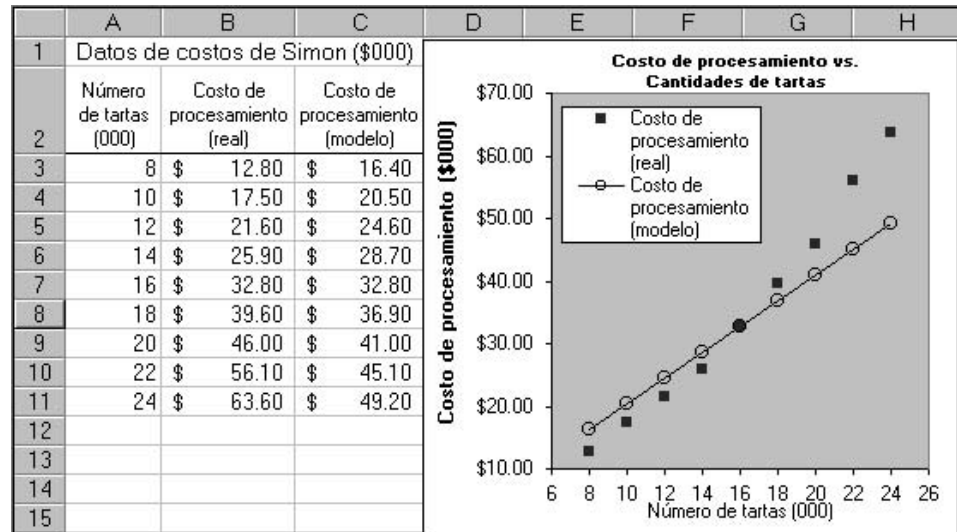 A B C D E F G H
1 Datos de costos de Simon ($000)
2 Número de tartas (000) Costo de procesamiento (real) Costo de procesamiento (modelo)
3 8 $ 12.80 $ 16.40
4 10 $ 17.50 $ 20.50
5 12 $ 21.60 $ 24.60
6 14 $ 25.90 $ 28.70
7 16 $ 32.80 $ 32.80
8 18 $ 39.60 $ 36.90
9 20 $ 46.00 $ 41.00
10 22 $ 56.10 $ 45.10
11 24 $ 63.60 $ 49.20
12
13
14
15
Costo de procesamiento vs.
Cantidades de tartas
Costo de procesamiento ($000)
$70.00
$60.00
$50.00
$40.00
$30.00
$20.00
$10.00
Costo de
procesamiento
(real)
Costo de
procesamiento
(modelo)
6 8 10 12 14 16 18 20 22 24 26
Número de tartas (000)